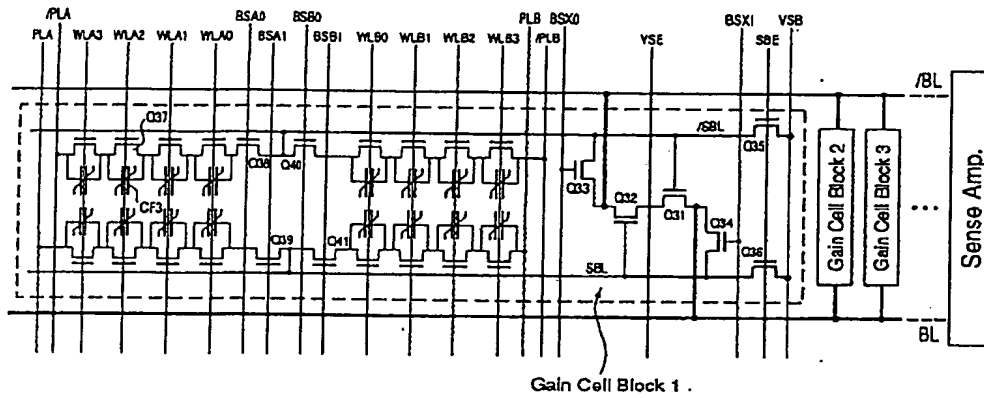 /PLA BSA0 BSB0 PLB BSX0 BSX1 VSB
PLA WLA3 WLA2 WLA1 WLA0 BSA1 BSB1 WLB0 WLB1 WLB2 WLB3 /PLB YSE SBE
/BL
Q37 /SBL
Q38 Q40 Q35
Q33 Q32
CF3 Q31
Q34
Q39 Q41 Q36
SBL
Gain Cell Block 2
Gain Cell Block 3
...
Sense Amp.
BL
Gain Cell Block 1